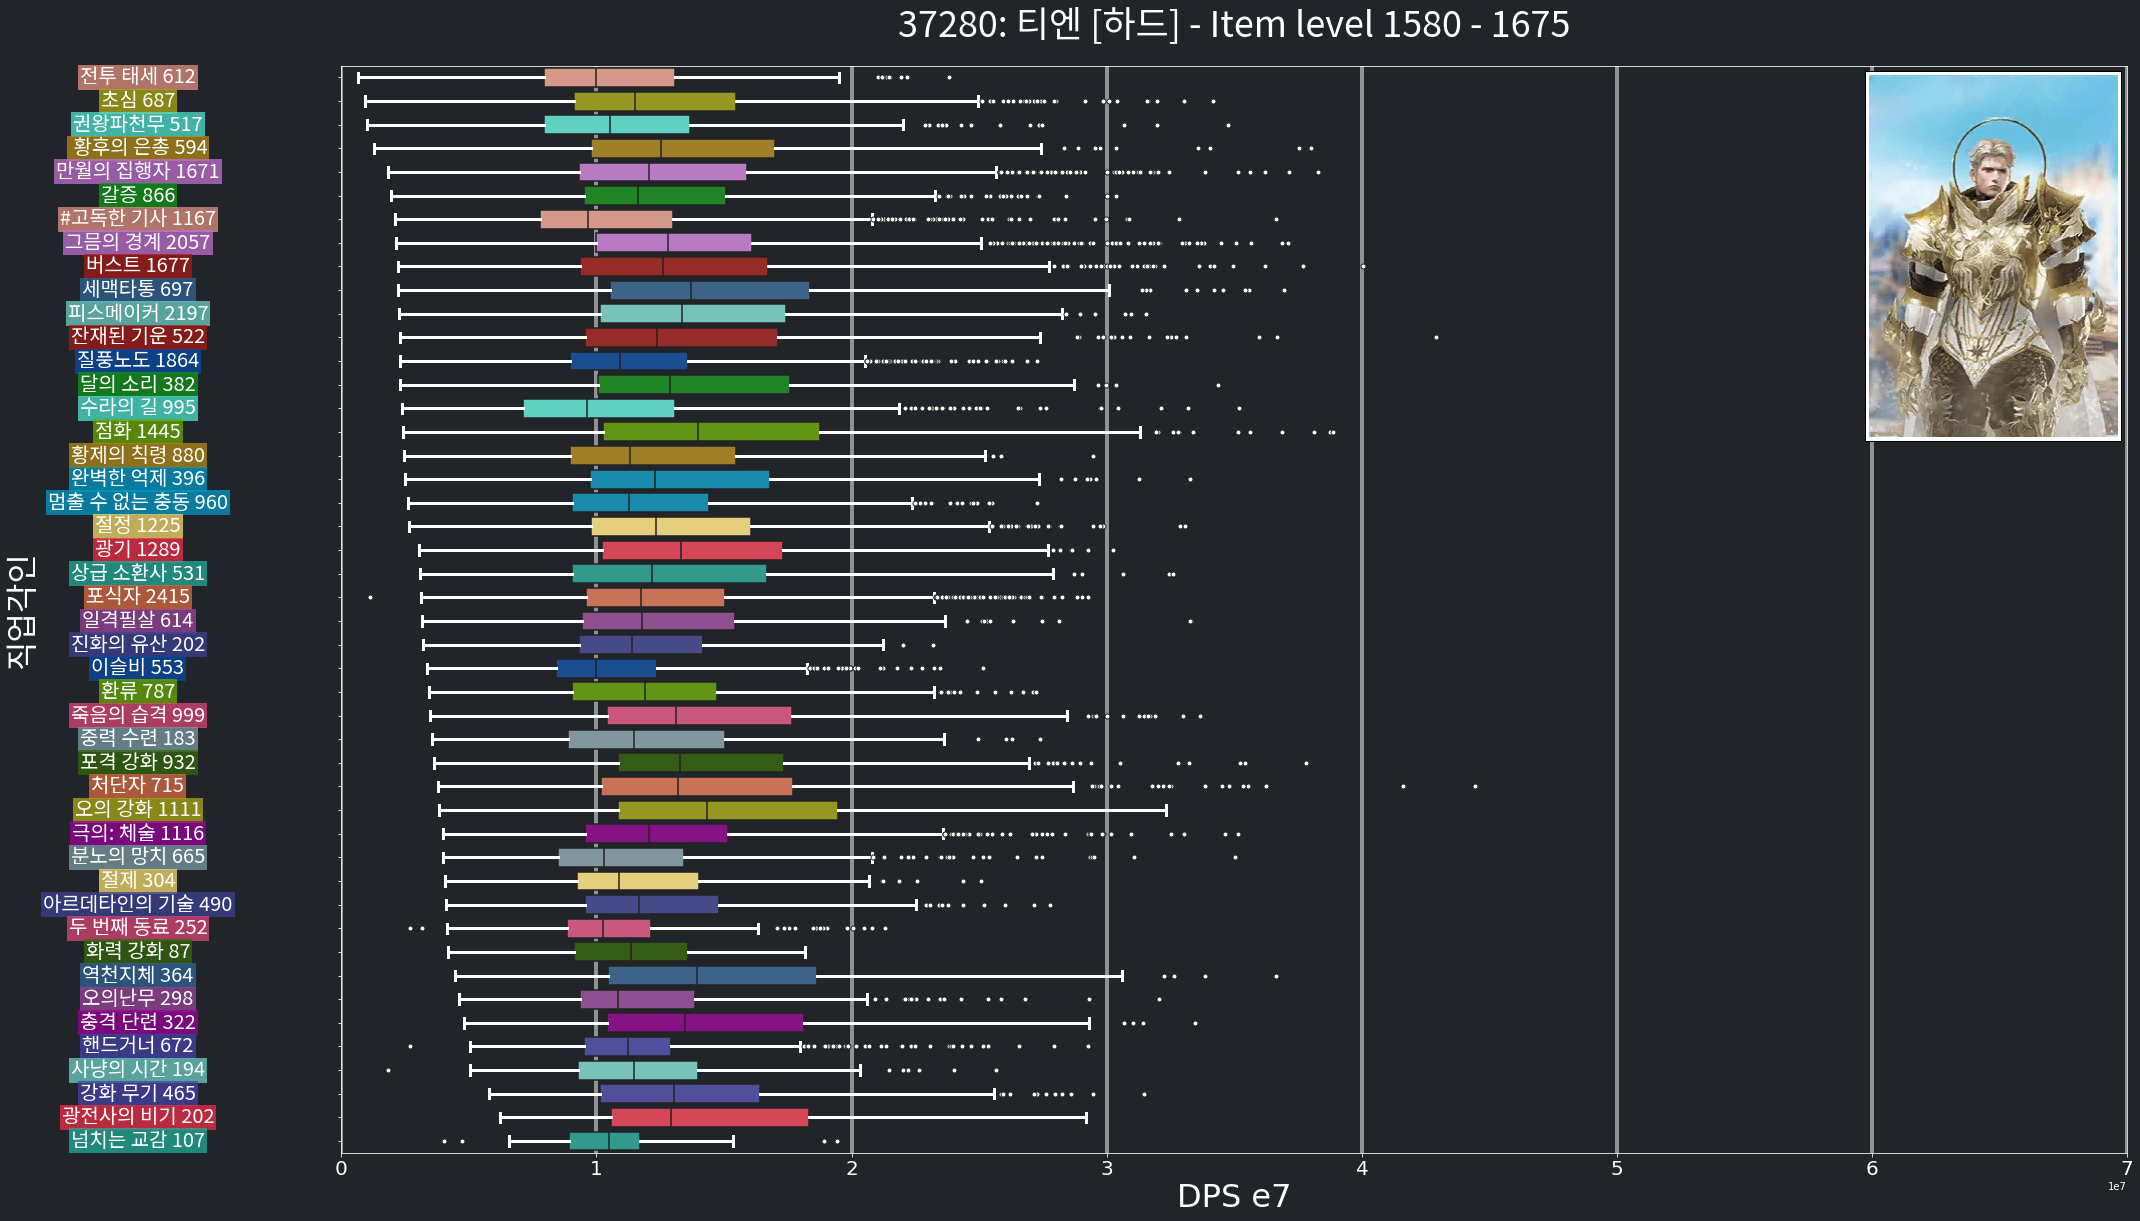 37280: 티엔 [하드] - Item level 1580 - 1675
직업각인
전투 태세 612
초심 687
권왕파천무 517
황후의 은총 594
만월의 집행자 1671
갈증 866
#고독한 기사 1167
그믐의 경계 2057
버스트 1677
세맥타통 697
피스메이커 2197
잔재된 기운 522
질풍노도 1864
달의 소리 382
수라의 길 995
점화 1445
황제의 칙령 880
완벽한 억제 396
멈출 수 없는 충동 960
절정 1225
광기 1289
상급 소환사 531
포식자 2415
일격필살 614
진화의 유산 202
이슬비 553
환류 787
죽음의 습격 999
중력 수련 183
포격 강화 932
처단자 715
오의 강화 1111
극의: 체술 1116
분노의 망치 665
절제 304
아르데타인의 기술 490
두 번째 동료 252
화력 강화 87
역천지체 364
오의난무 298
충격 단련 322
핸드거너 672
사냥의 시간 194
강화 무기 465
광전사의 비기 202
넘치는 교감 107
0 1 2 3 4 5 6 7
DPS e7
1e7